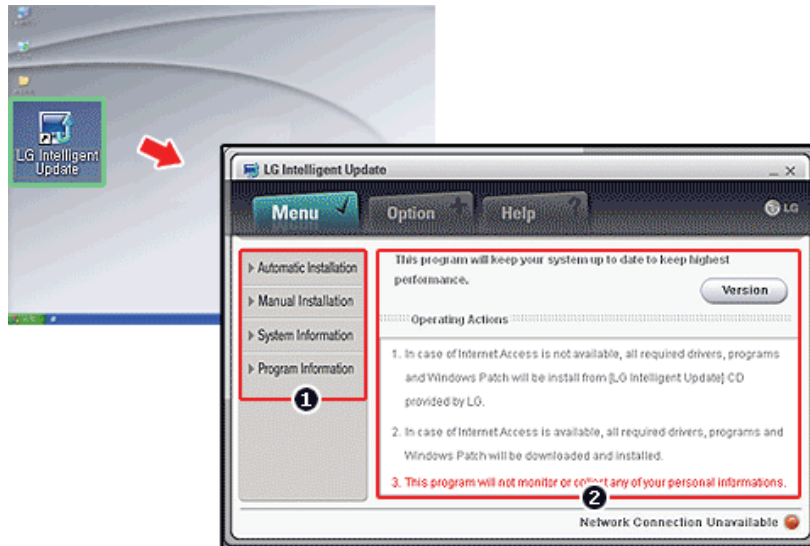 LG Intelligent
Update
LG Intelligent Update
Menu
Option
Help
LG
Automatic Installation
Manual Installation
System Information
Program Information
1
This program will keep your system up to date to keep highest
performance.
Version
Operating Actions
1. In case of Internet Access is not available, all required drivers, programs
and Windows Patch will be install from [LG Intelligent Update] CD
provided by LG.
2. In case of Internet Access is available, all required drivers, programs and
Windows Patch will be downloaded and installed.
3. This program will not monitor or collect any of your personal informations.
2
Network Connection Unavailable